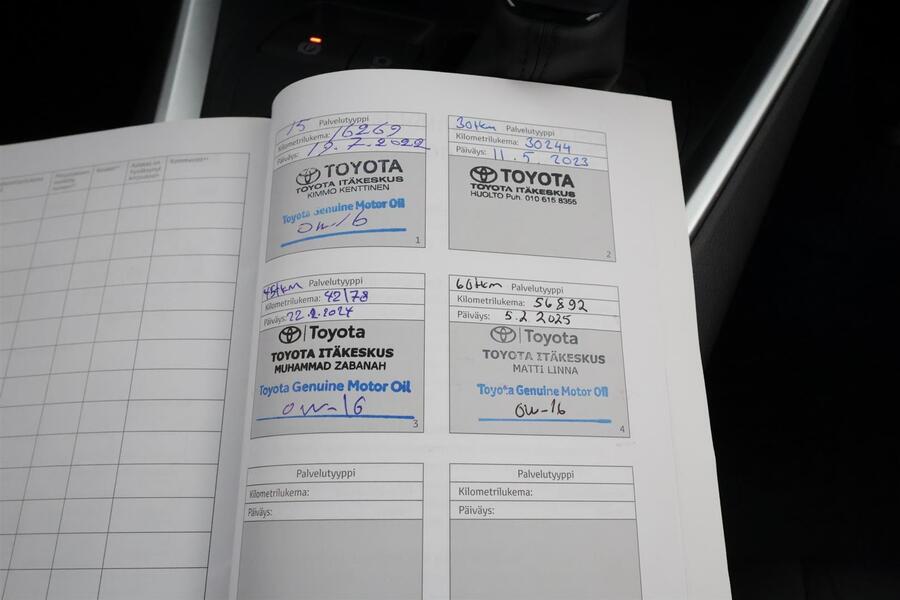 15 Palvelutyyppi
Kilometrilukema: 16269
Päiväys: 19.7.2022
TOYOTA
TOYOTA ITÄKESKUS
KIMMO KENTTINEN
Toyota Genuine Motor Oil
0W-16
1
30tkm Palvelutyyppi
Kilometrilukema: 30244
Päiväys: 11.5 2023
TOYOTA
TOYOTA ITÄKESKUS
HUOLTO Puh. 010 615 8355
2
45tkm Palvelutyyppi
Kilometrilukema: 42178
Päiväys: 22.2.2024
Toyota
TOYOTA ITÄKESKUS
MUHAMMAD ZABANAH
Toyota Genuine Motor Oil
0W-16
3
60tkm Palvelutyyppi
Kilometrilukema: 56892
Päiväys: 5.2 2025
Toyota
TOYOTA ITÄKESKUS
MATTI LINNA
Toyota Genuine Motor Oil
0W-16
4
Palvelutyyppi
Kilometrilukema:
Päiväys:
Palvelutyyppi
Kilometrilukema:
Päiväys: